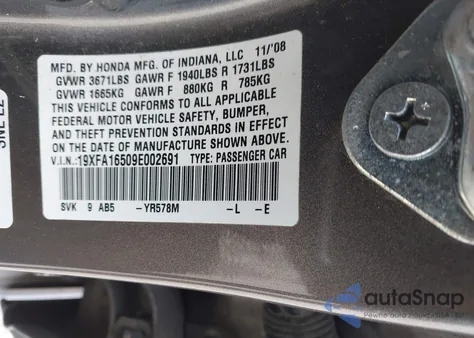 MFD. BY HONDA MFG. OF INDIANA, LLC 11/'08
GVWR 3671LBS GAWR F 1940LBS R 1731LBS
GVWR 1665KG GAWR F 880KG R 785KG
THIS VEHICLE CONFORMS TO ALL APPLICABLE
FEDERAL MOTOR VEHICLE SAFETY, BUMPER,
AND THEFT PREVENTION STANDARDS IN EFFECT
ON THE DATE OF MANUFACTURE SHOWN ABOVE.
V.I.N.: 19XFA16509E002691 TYPE: PASSENGER CAR
SVK 9 AB5 -YR578M -L -E
autoSnap